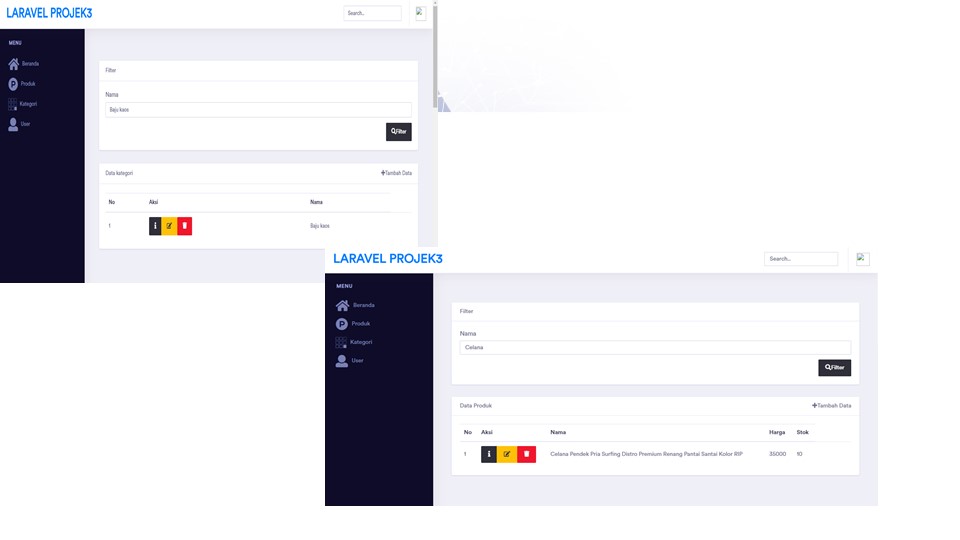 LARAVEL PROJEK3
Search...
MENU
Beranda
Produk
Kategori
User
Filter
Nama
Baju kaos
Filter
Data kategori
Tambah Data
No Aksi Nama
1 Baju kaos
LARAVEL PROJEK3
Search...
MENU
Beranda
Produk
Kategori
User
Filter
Nama
Celana
Filter
Data Produk
Tambah Data
No Aksi Nama Harga Stok
1 Celana Pendek Pria Surfing Distro Premium Renang Pantai Santai Kolor RIP 35000 10